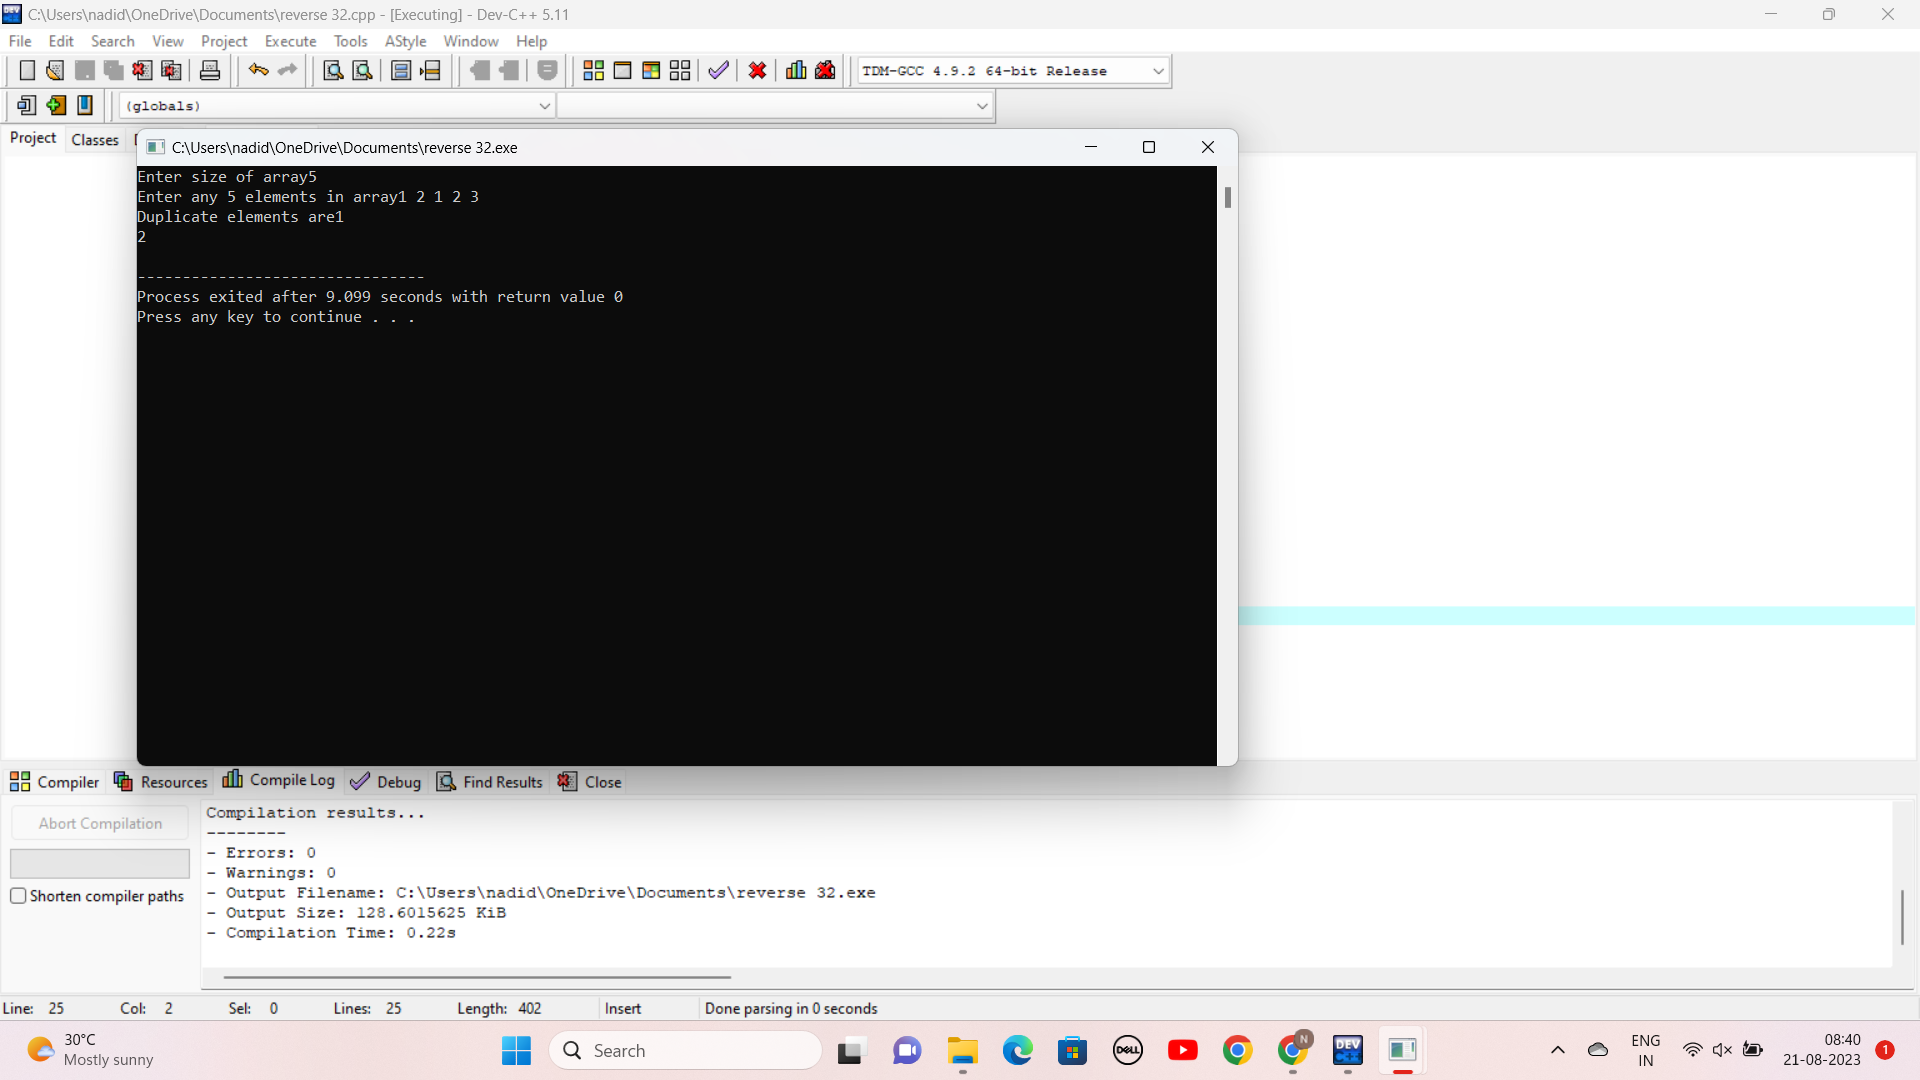 C:\Users\nadid\OneDrive\Documents\reverse 32.cpp - [Executing] - Dev-C++ 5.11
File Edit Search View Project Execute Tools AStyle Window Help
TDM-GCC 4.9.2 64-bit Release
(globals)
Project Classes
C:\Users\nadid\OneDrive\Documents\reverse 32.exe
Enter size of array5
Enter any 5 elements in array1 2 1 2 3
Duplicate elements are1
2
--------------------------------
Process exited after 9.099 seconds with return value 0
Press any key to continue . . .
Compiler Resources Compile Log Debug Find Results Close
Abort Compilation
Shorten compiler paths
Compilation results...
--------
- Errors: 0
- Warnings: 0
- Output Filename: C:\Users\nadid\OneDrive\Documents\reverse 32.exe
- Output Size: 128.6015625 KiB
- Compilation Time: 0.22s
Line: 25 Col: 2 Sel: 0 Lines: 25 Length: 402 Insert Done parsing in 0 seconds
30°C
Mostly sunny
Search
DELL
N
DEV
C++
ENG
IN
08:40
21-08-2023
1